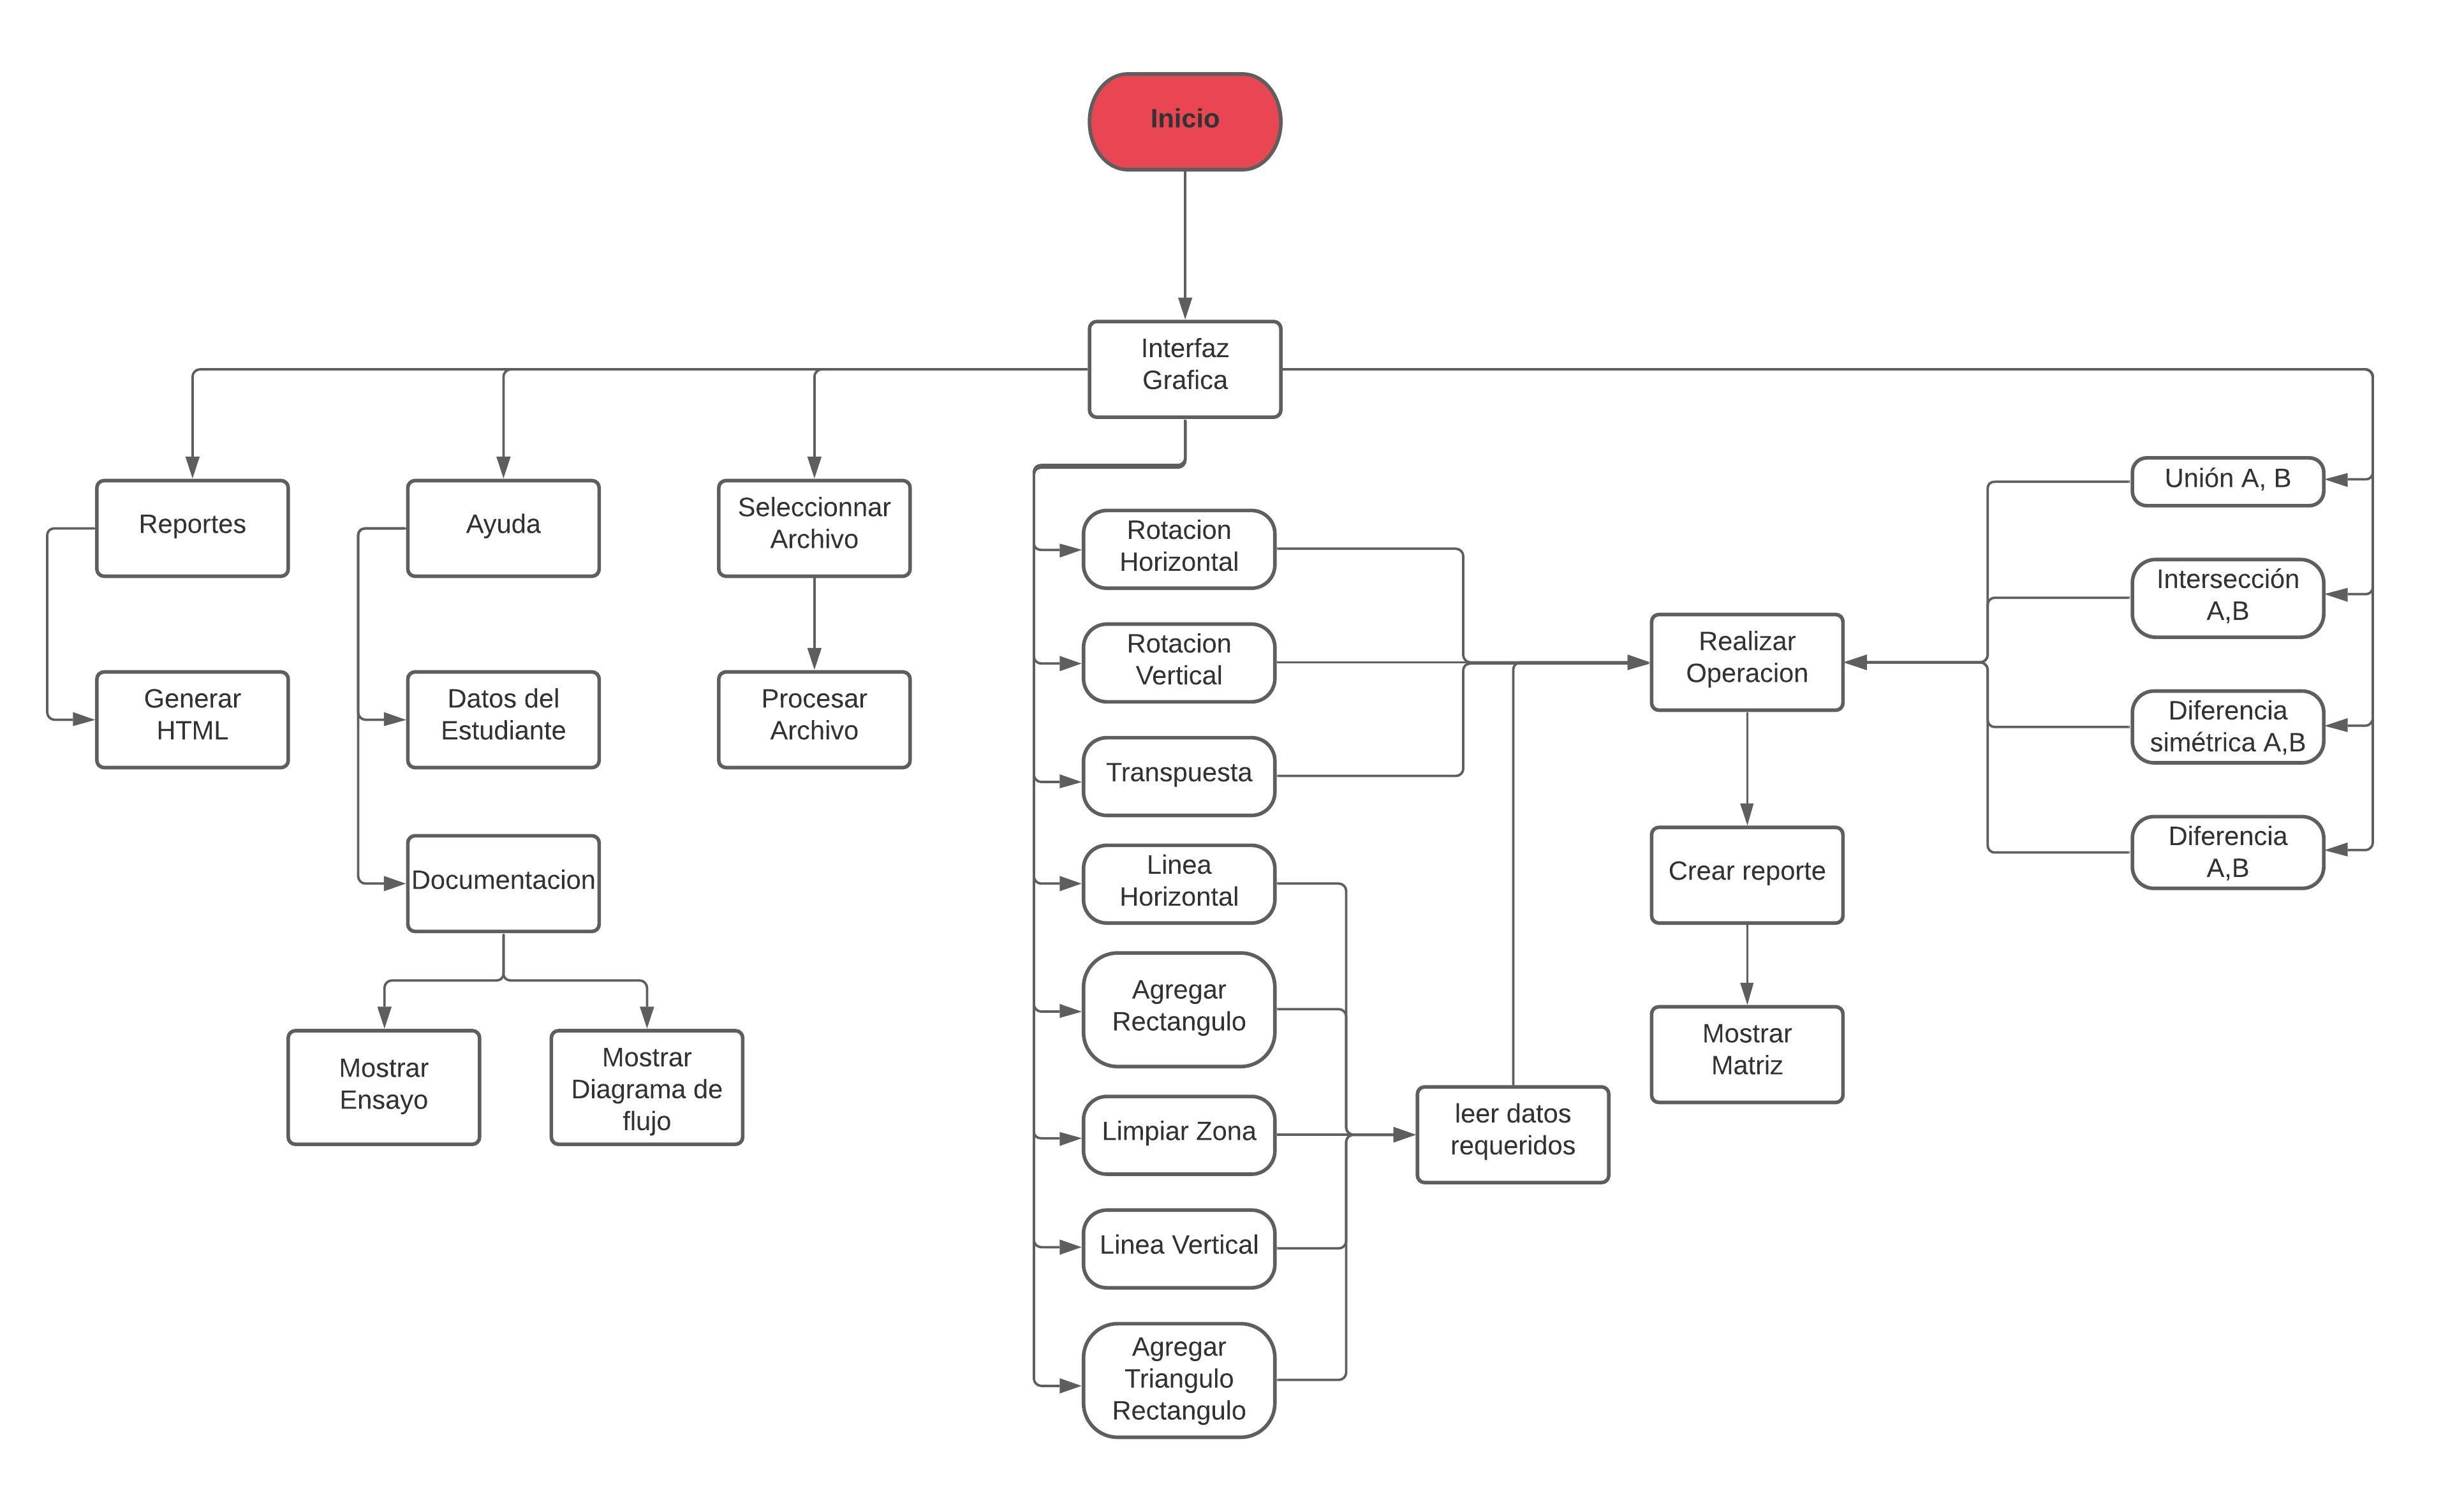 Inicio
Interfaz
Grafica
Reportes
Generar
HTML
Ayuda
Datos del
Estudiante
Documentacion
Mostrar
Ensayo
Mostrar
Diagrama de
flujo
Seleccionnar
Archivo
Procesar
Archivo
Rotacion
Horizontal
Rotacion
Vertical
Transpuesta
Linea
Horizontal
Agregar
Rectangulo
Limpiar Zona
Linea Vertical
Agregar
Triangulo
Rectangulo
leer datos
requeridos
Realizar
Operacion
Crear reporte
Mostrar
Matriz
Unión A, B
Intersección
A,B
Diferencia
simétrica A,B
Diferencia
A,B